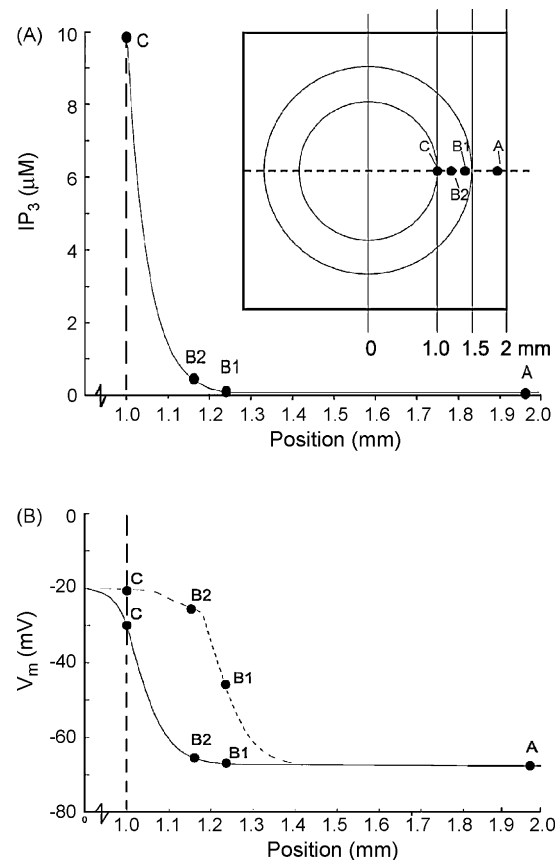 (A)
10
8
6
4
2
0
IP3 (μM)
C
B2
B1
A
1.0 1.1 1.2 1.3 1.4 1.5 1.6 1.7 1.8 1.9 2.0
Position (mm)
C B1 A
B2
0 1.0 1.5 2 mm
(B)
0
-20
-40
-60
-80
Vm (mV)
C
B2
C
B1
B2 B1 A
0 1.0 1.1 1.2 1.3 1.4 1.5 1.6 1.7 1.8 1.9 2.0
Position (mm)